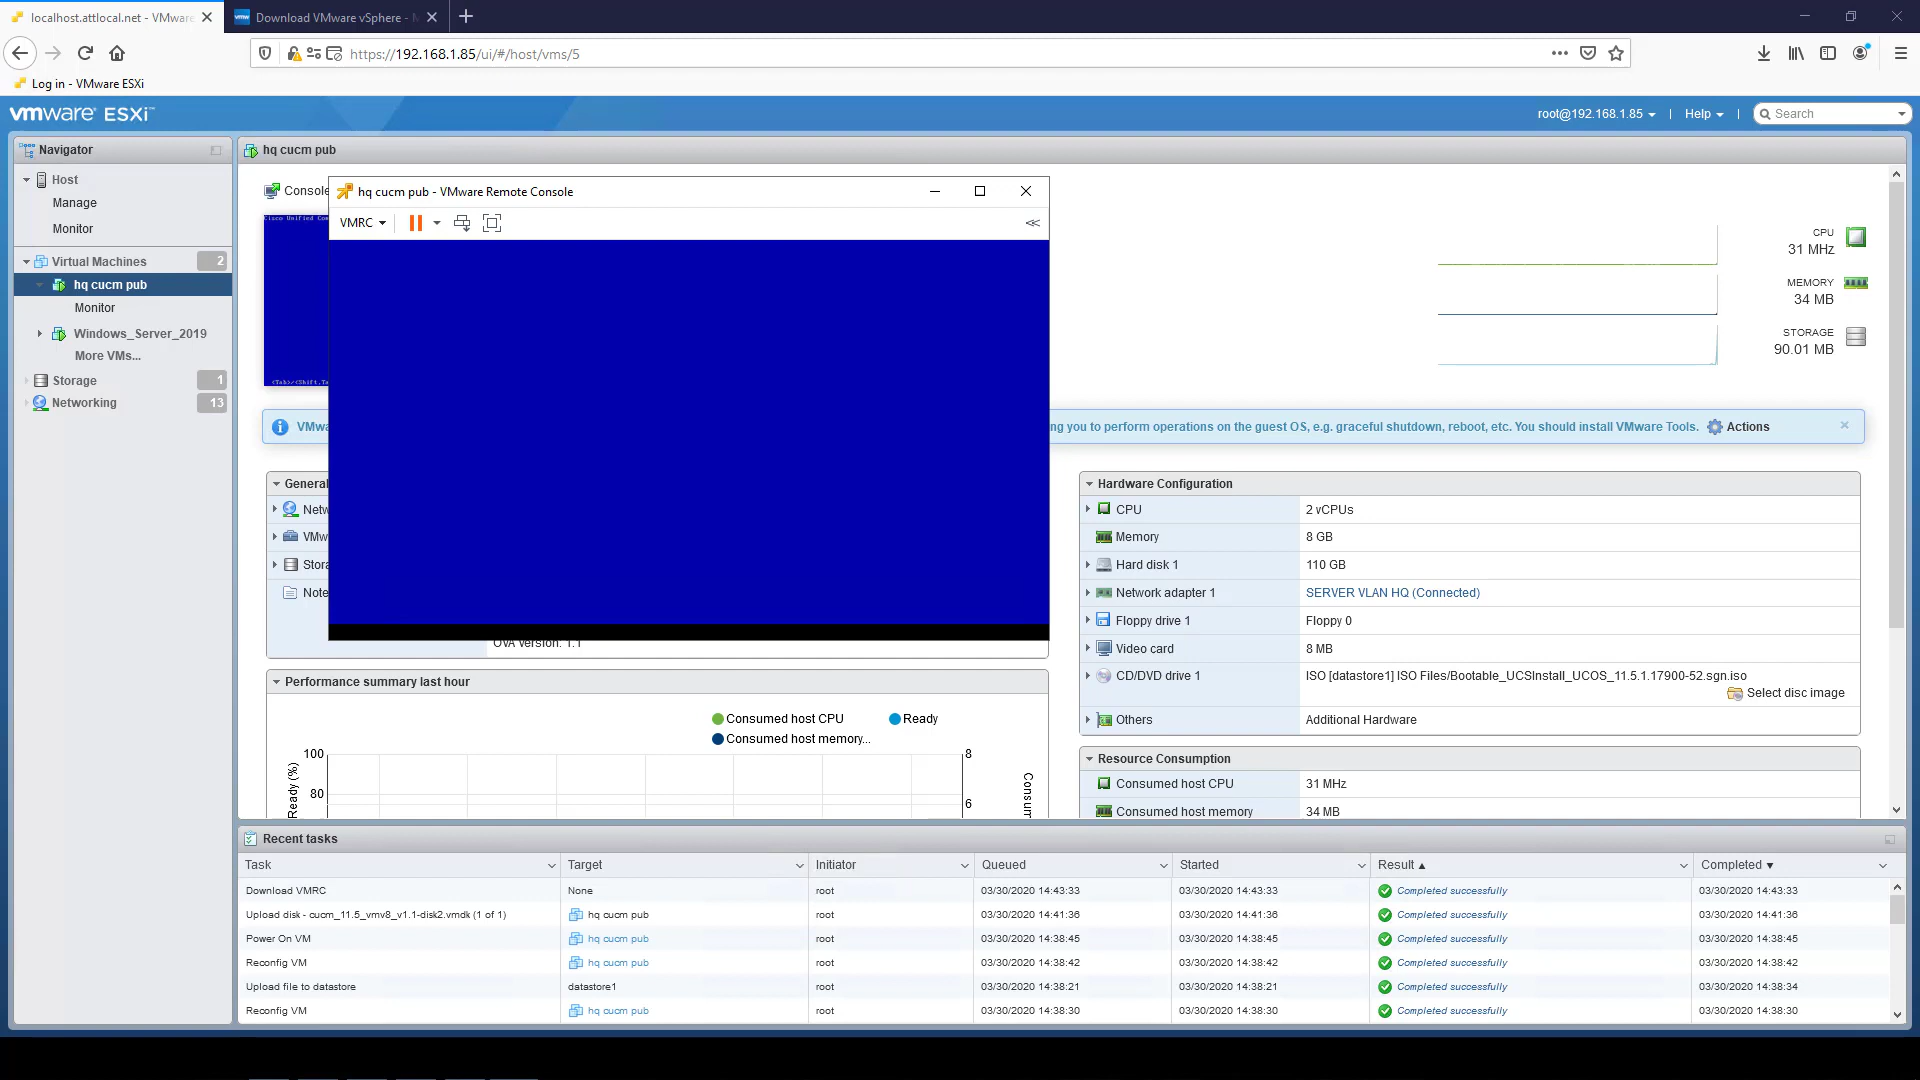 localhost.attlocal.net - VMware
Download VMware vSphere - M
https://192.168.1.85/ui/#/host/vms/5
Log in - VMware ESXi
vmware ESXi
root@192.168.1.85
Help
Search
Navigator
hq cucm pub
Host
Manage
Monitor
Virtual Machines
2
hq cucm pub
Monitor
Windows_Server_2019
More VMs...
Storage
1
Networking
13
Console
Cisco Unified Com
<Tab>/<Shift.Ta
hq cucm pub - VMware Remote Console
VMRC
CPU
31 MHz
MEMORY
34 MB
STORAGE
90.01 MB
VMwa
ng you to perform operations on the guest OS, e.g. graceful shutdown, reboot, etc. You should install VMware Tools.
Actions
General
Netw
VMw
Stora
Note
OVA Version: 1.1
Hardware Configuration
CPU
2 vCPUs
Memory
8 GB
Hard disk 1
110 GB
Network adapter 1
SERVER VLAN HQ (Connected)
Floppy drive 1
Floppy 0
Video card
8 MB
CD/DVD drive 1
ISO [datastore1] ISO Files/Bootable_UCSInstall_UCOS_11.5.1.17900-52.sgn.iso
Select disc image
Others
Additional Hardware
Performance summary last hour
Consumed host CPU
Ready
Consumed host memory...
100
8
80
6
Ready (%)
Consum
Resource Consumption
Consumed host CPU
31 MHz
Consumed host memory
34 MB
Recent tasks
Task Target Initiator Queued Started Result Completed
Download VMRC None root 03/30/2020 14:43:33 03/30/2020 14:43:33 Completed successfully 03/30/2020 14:43:33
Upload disk - cucm_11.5_vmv8_v1.1-disk2.vmdk (1 of 1) hq cucm pub root 03/30/2020 14:41:36 03/30/2020 14:41:36 Completed successfully 03/30/2020 14:41:36
Power On VM hq cucm pub root 03/30/2020 14:38:45 03/30/2020 14:38:45 Completed successfully 03/30/2020 14:38:45
Reconfig VM hq cucm pub root 03/30/2020 14:38:42 03/30/2020 14:38:42 Completed successfully 03/30/2020 14:38:42
Upload file to datastore datastore1 root 03/30/2020 14:38:21 03/30/2020 14:38:21 Completed successfully 03/30/2020 14:38:34
Reconfig VM hq cucm pub root 03/30/2020 14:38:30 03/30/2020 14:38:30 Completed successfully 03/30/2020 14:38:30